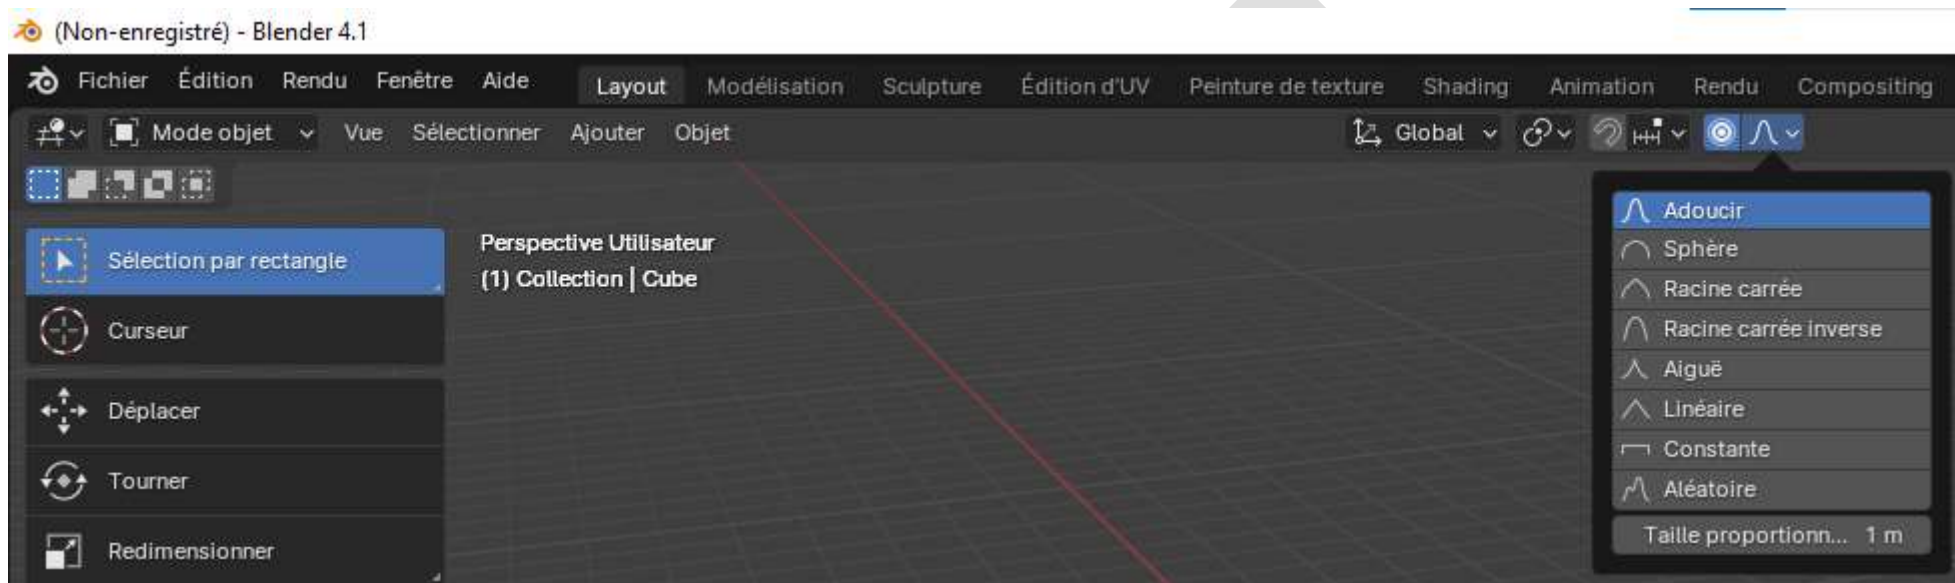 (Non-enregistré) - Blender 4.1
Fichier Édition Rendu Fenêtre Aide Layout Modélisation Sculpture Édition d'UV Peinture de texture Shading Animation Rendu Compositing
Mode objet Vue Sélectionner Ajouter Objet Global
Adoucir
Sphère
Racine carrée
Racine carrée inverse
Aiguë
Linéaire
Constante
Aléatoire
Taille proportionn... 1 m
Sélection par rectangle
Curseur
Déplacer
Tourner
Redimensionner
Perspective Utilisateur
(1) Collection | Cube